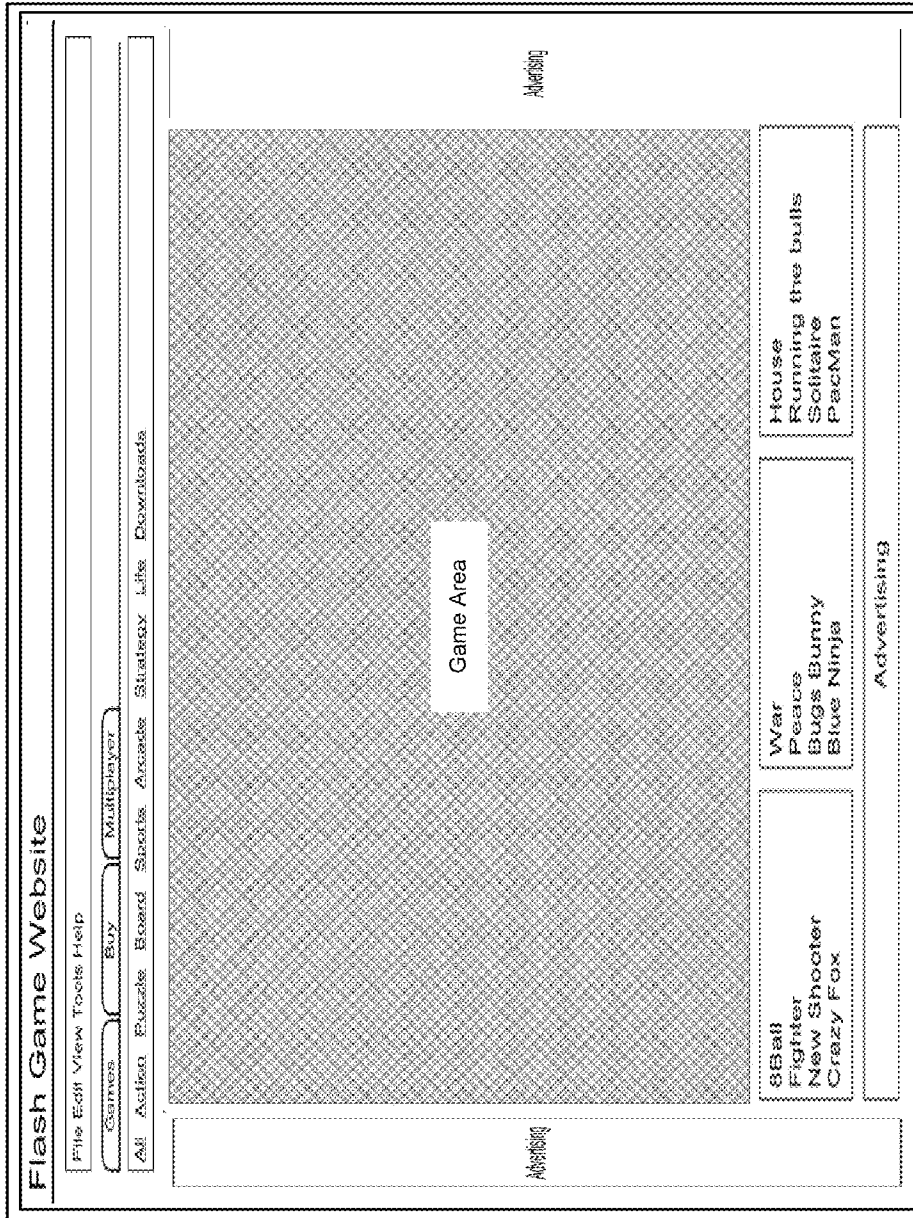 Flash Game Website
File Edit View Tools Help
Games Buy Multiplayer
All Action Puzzle Board Sports Arcade Strategy Life Downloads
Advertising
Game Area
Advertising
8Ball
Fighter
New Shooter
Crazy Fox
War
Peace
Bugs Bunny
Blue Ninja
House
Running the bulls
Solitaire
PacMan
Advertising